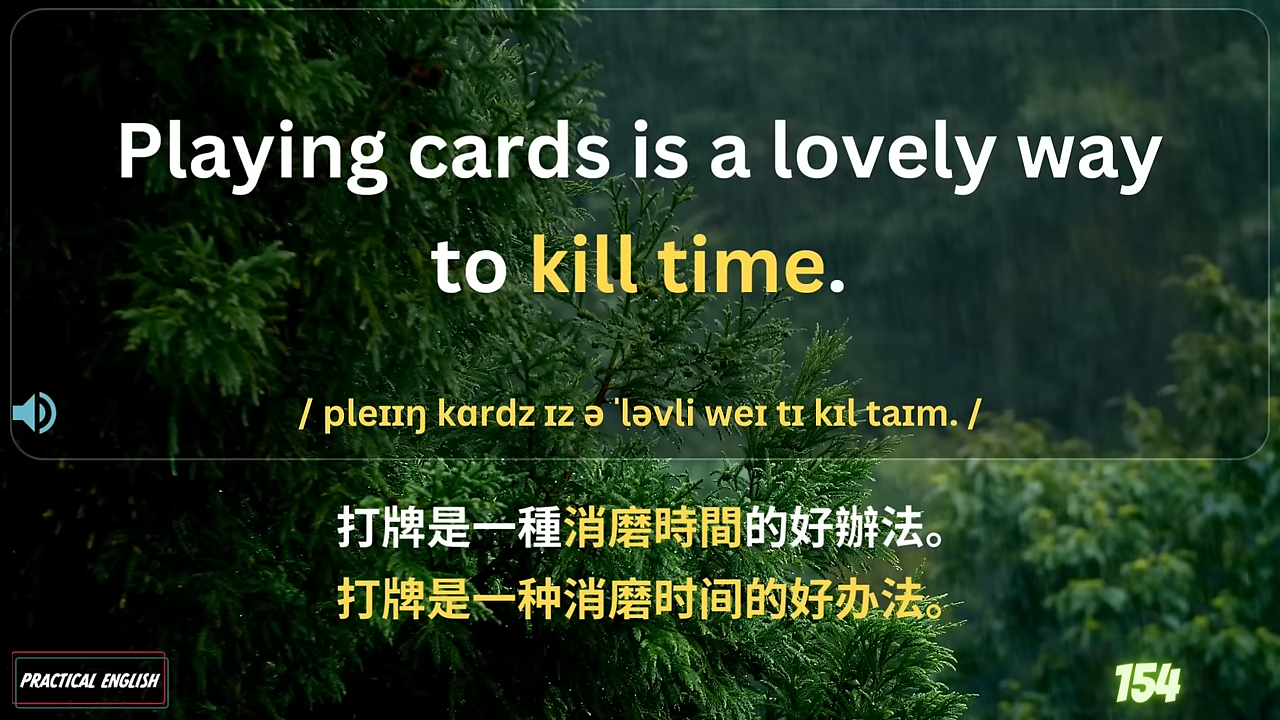 Playing cards is a lovely way
to kill time.
/ pleɪɪŋ kɑrdz ɪz ə ˈləvli weɪ tɪ kɪl taɪm. /
打牌是一種消磨時間的好辦法。
打牌是一种消磨时间的好办法。
PRACTICAL ENGLISH
154